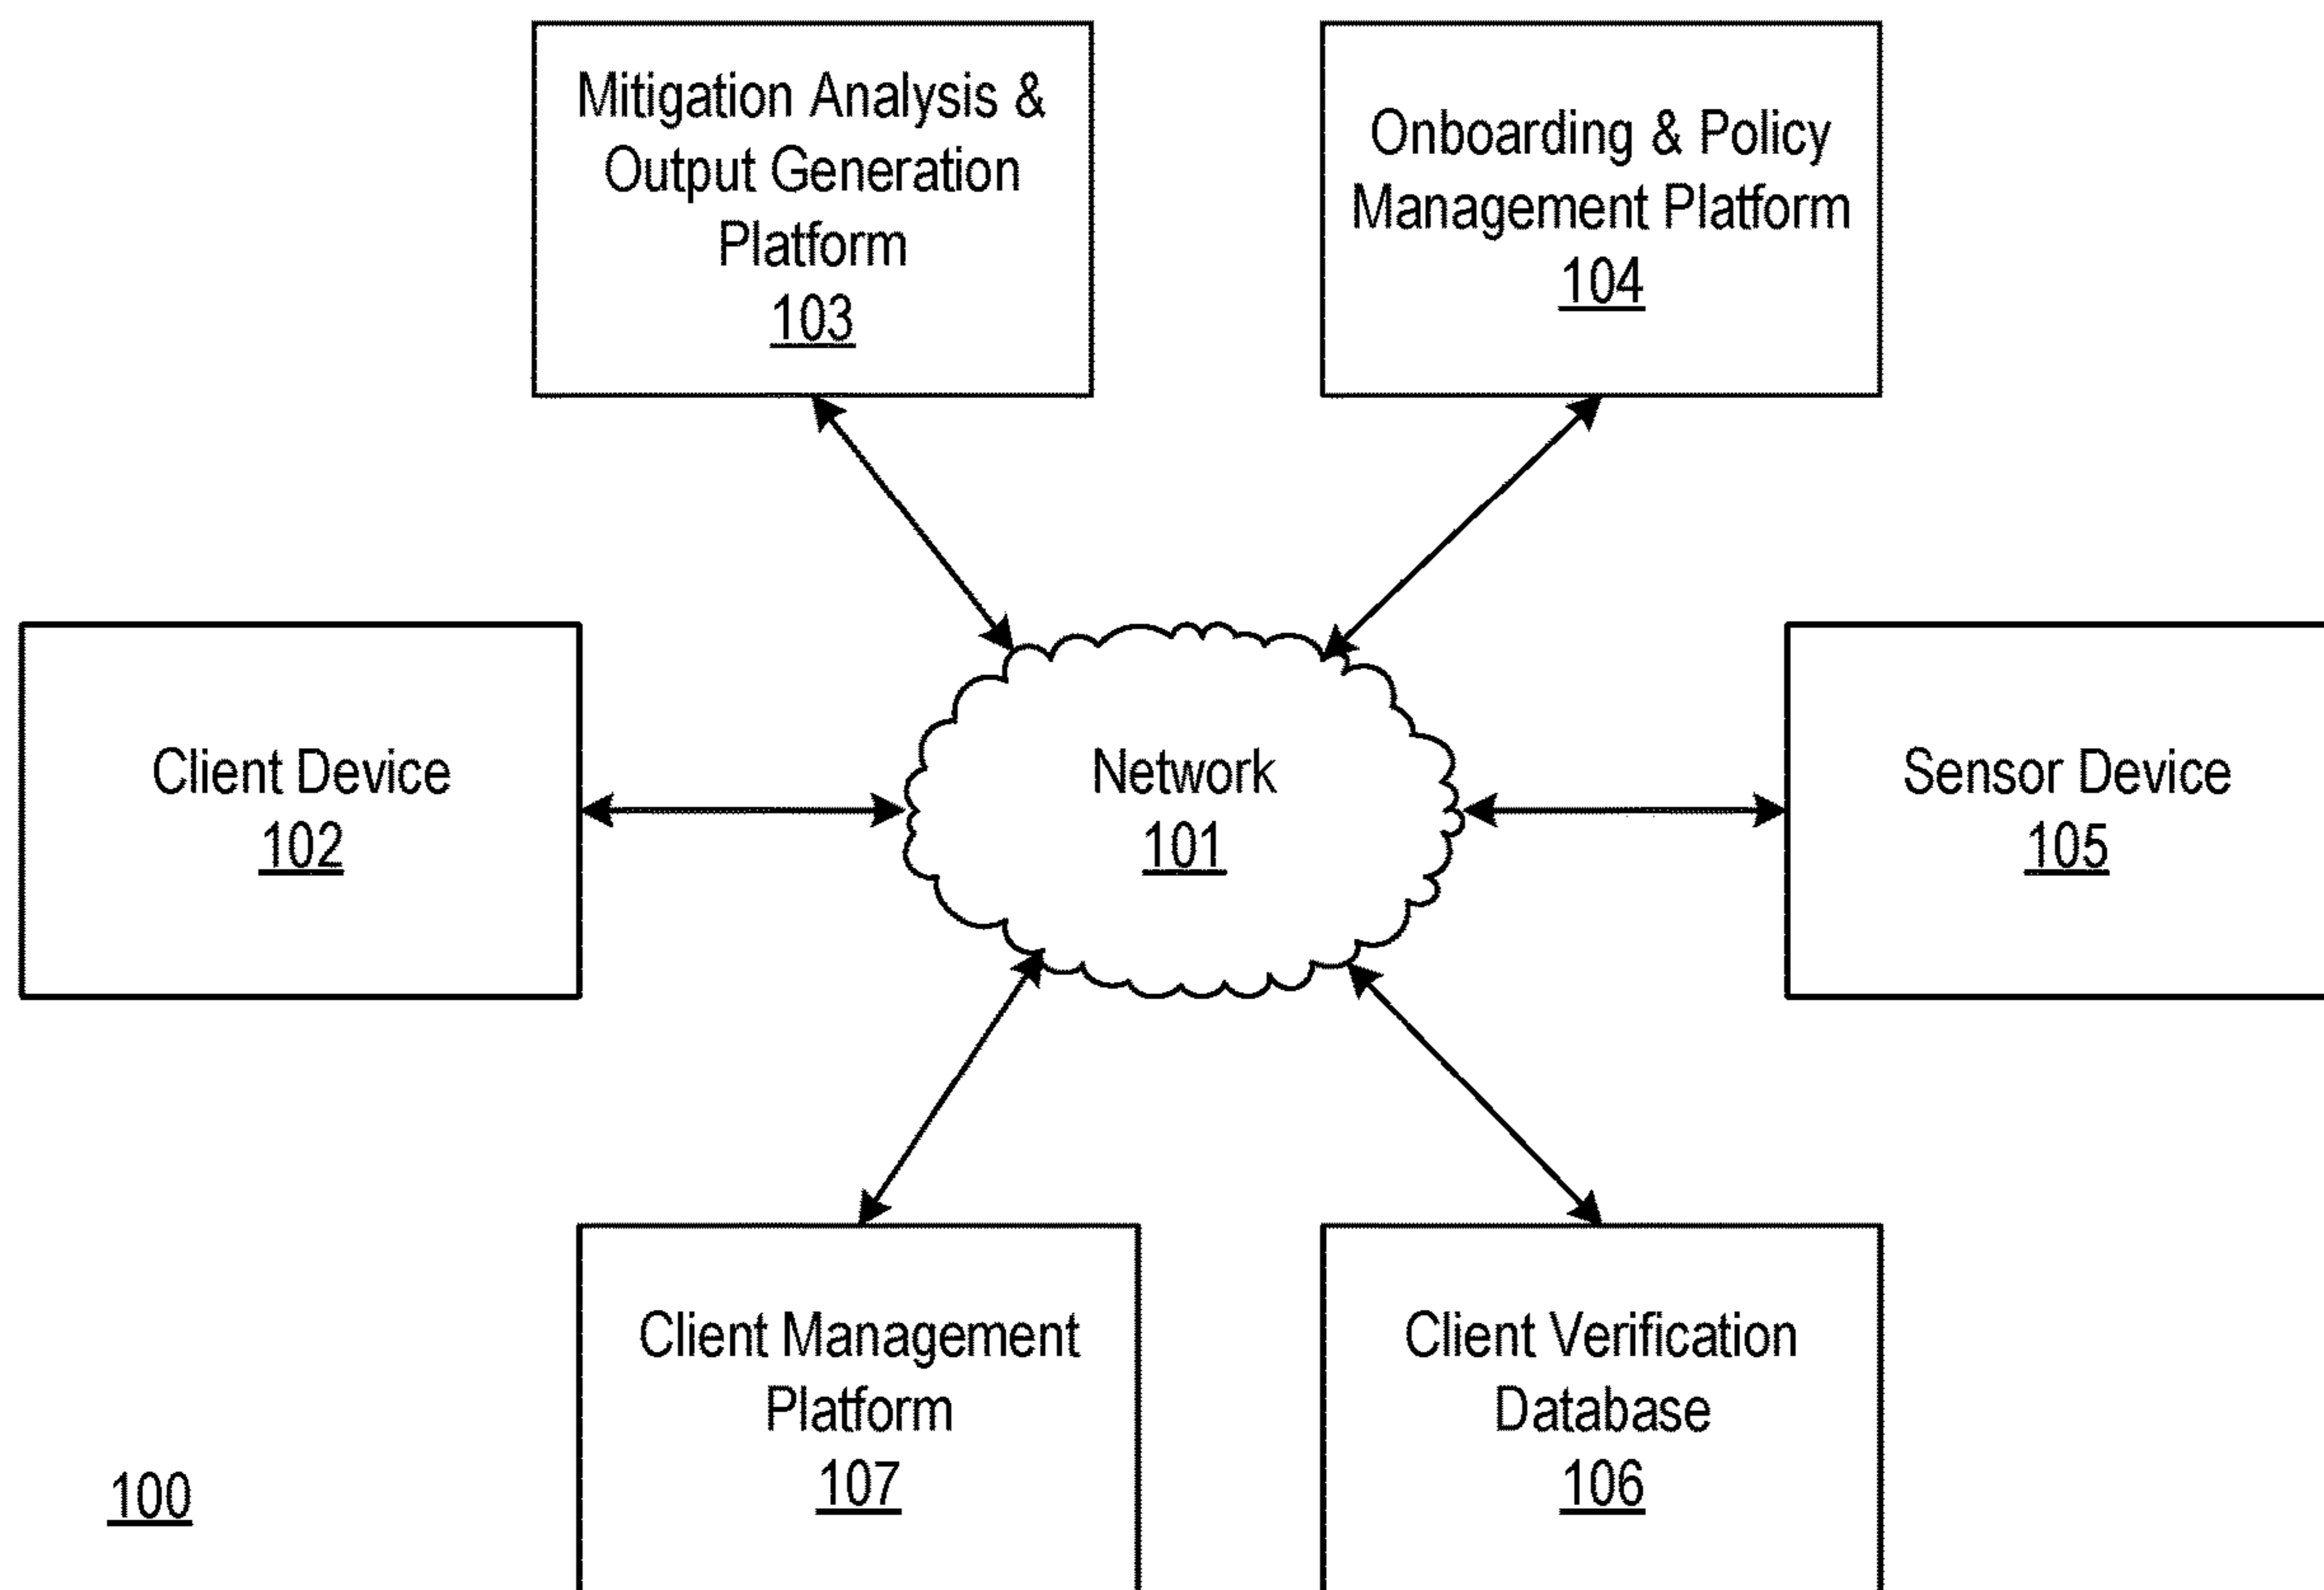 Mitigation Analysis &
Output Generation
Platform
103
Onboarding & Policy
Management Platform
104
Client Device
102
Network
101
Sensor Device
105
Client Management
Platform
107
Client Verification
Database
106
100